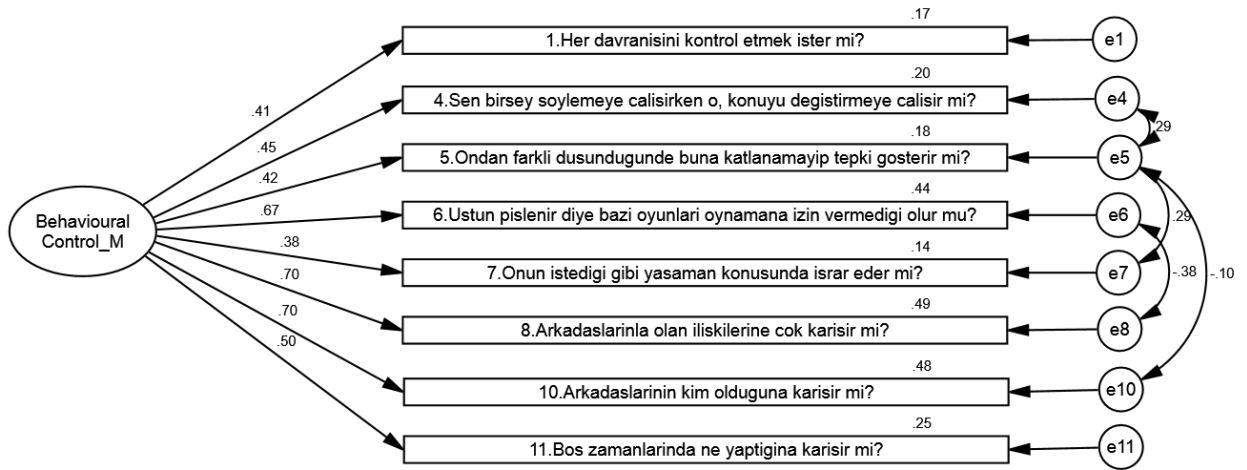 .17
1.Her davranisini kontrol etmek ister mi?
e1
.41
.20
4.Sen birsey soylemeye calisirken o, konuyu degistirmeye calisir mi?
e4
.29
.45
.18
5.Ondan farkli dusundugunde buna katlanamayip tepki gosterir mi?
e5
.42
.44
6.Ustun pislenir diye bazi oyunlari oynamana izin vermedigi olur mu?
e6
.29
.67
Behavioural
Control_M
.38
.14
7.Onun istedigi gibi yasaman konusunda israr eder mi?
e7
-.38
-.10
.70
.49
8.Arkadaslarinla olan iliskilerine cok karisir mi?
e8
.70
.48
10.Arkadaslarinin kim olduguna karisir mi?
e10
.50
.25
11.Bos zamanlarinda ne yaptigina karisir mi?
e11